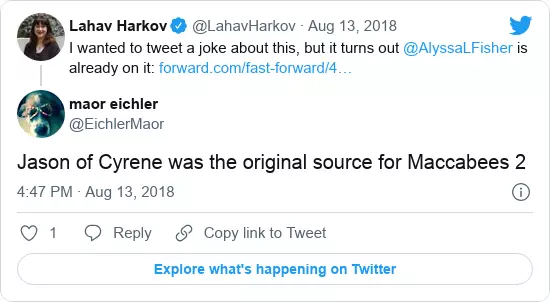 Lahav Harkov @LahavHarkov · Aug 13, 2018
I wanted to tweet a joke about this, but it turns out @AlyssaLFisher is
already on it: forward.com/fast-forward/4…
maor eichler
@EichlerMaor
Jason of Cyrene was the original source for Maccabees 2
4:47 PM · Aug 13, 2018
1 Reply Copy link to Tweet
Explore what's happening on Twitter